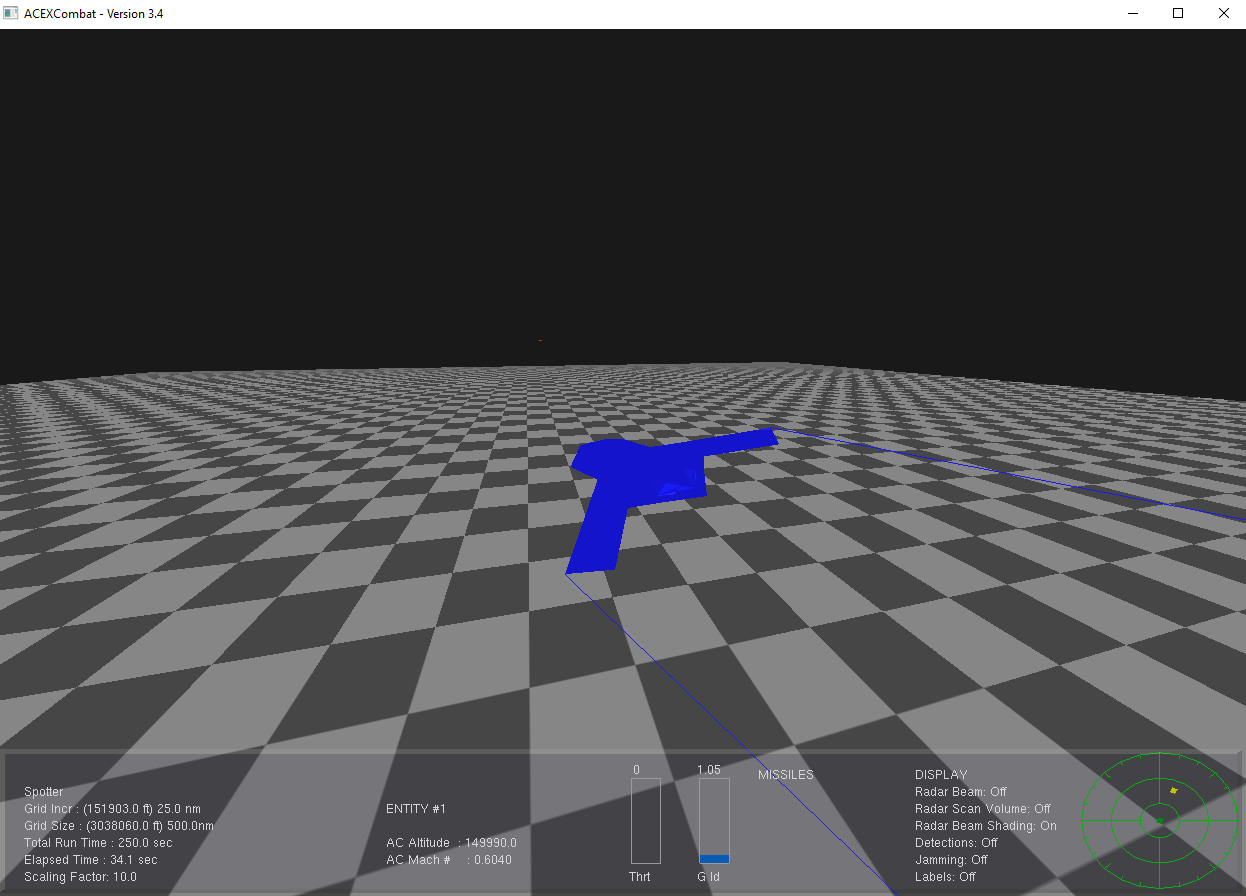 ACEXCombat - Version 3.4
Spotter
Grid Incr : (151903.0 ft) 25.0 nm
Grid Size : (3038060.0 ft) 500.0nm
Total Run Time : 250.0 sec
Elapsed Time : 34.1 sec
Scaling Factor: 10.0
ENTITY #1
AC Altitude : 149990.0
AC Mach # : 0.6040
0
Thrt
1.05
G ld
MISSILES
DISPLAY
Radar Beam: Off
Radar Scan Volume: Off
Radar Beam Shading: On
Detections: Off
Jamming: Off
Labels: Off